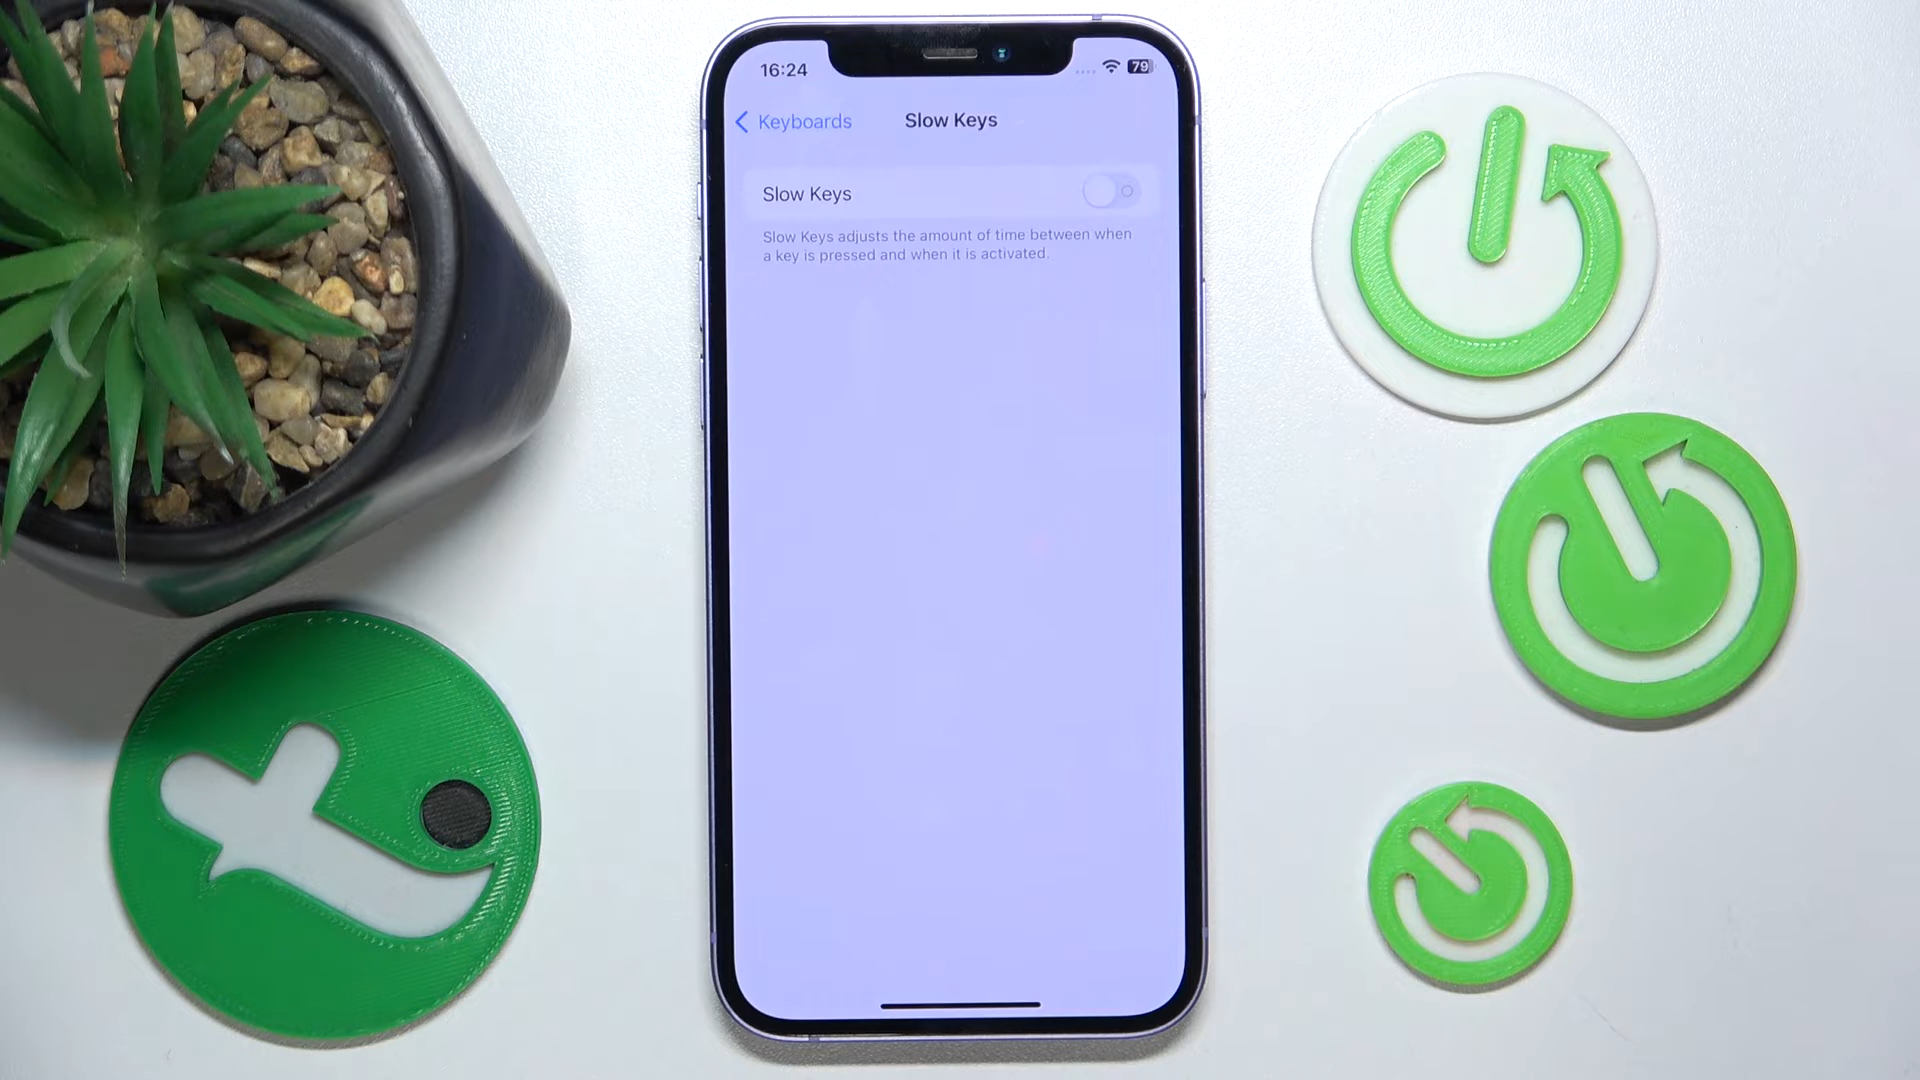 16:24
79
Keyboards
Slow Keys
Slow Keys
Slow Keys adjusts the amount of time between when
a key is pressed and when it is activated.